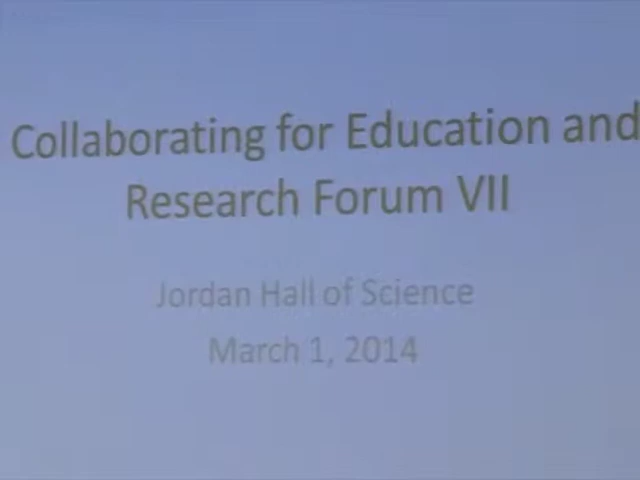 Collaborating for Education and
Research Forum VII
Jordan Hall of Science
March 1, 2014